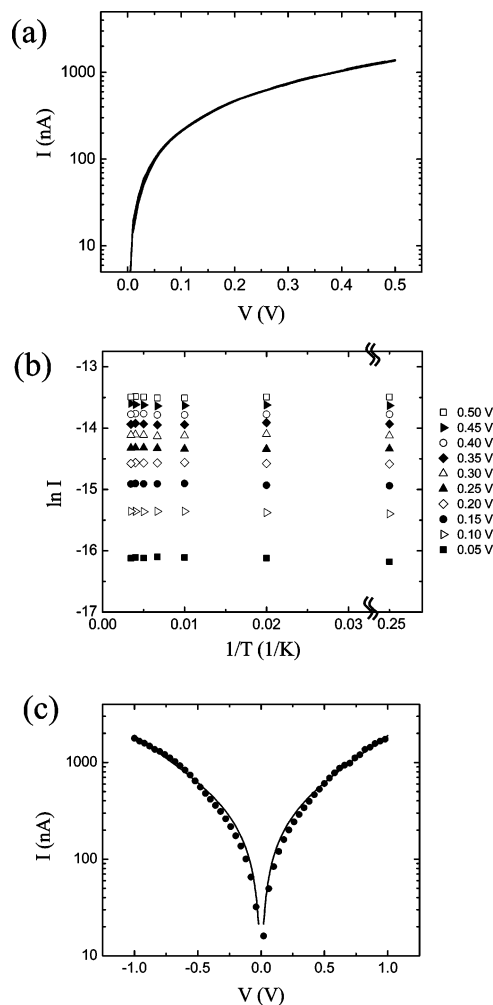 (a)
1000
100
10
I (nA)
0.0 0.1 0.2 0.3 0.4 0.5
V (V)
(b)
-13
-14
-15
-16
-17
ln I
0.00 0.01 0.02 0.03 0.25
1/T (1/K)
0.50 V
0.45 V
0.40 V
0.35 V
0.30 V
0.25 V
0.20 V
0.15 V
0.10 V
0.05 V
(c)
1000
100
10
I (nA)
-1.0 -0.5 0.0 0.5 1.0
V (V)